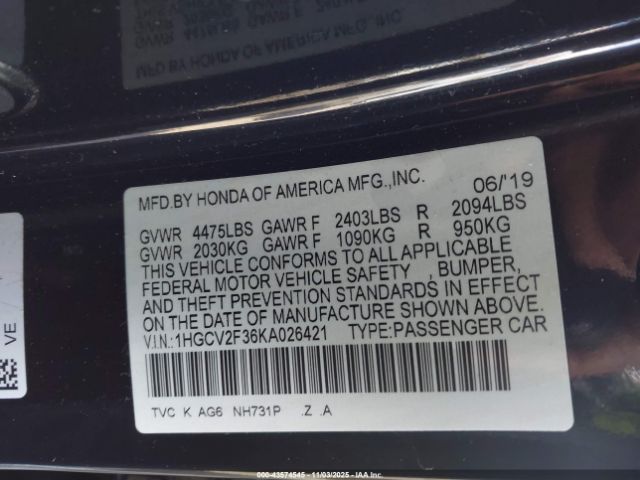 MFD.BY HONDA OF AMERICA MFG.,INC. 06/'19
GVWR 4475LBS GAWR F 2403LBS R 2094LBS
GVWR 2030KG GAWR F 1090KG R 950KG
THIS VEHICLE CONFORMS TO ALL APPLICABLE
FEDERAL MOTOR VEHICLE SAFETY , BUMPER,
AND THEFT PREVENTION STANDARDS IN EFFECT
ON THE DATE OF MANUFACTURE SHOWN ABOVE.
V.I.N.:1HGCV2F36KA026421 TYPE:PASSENGER CAR
TVC K AG6 NH731P .Z .A
VE
© 000-43574545 - 11/03/2025 - IAA Crop